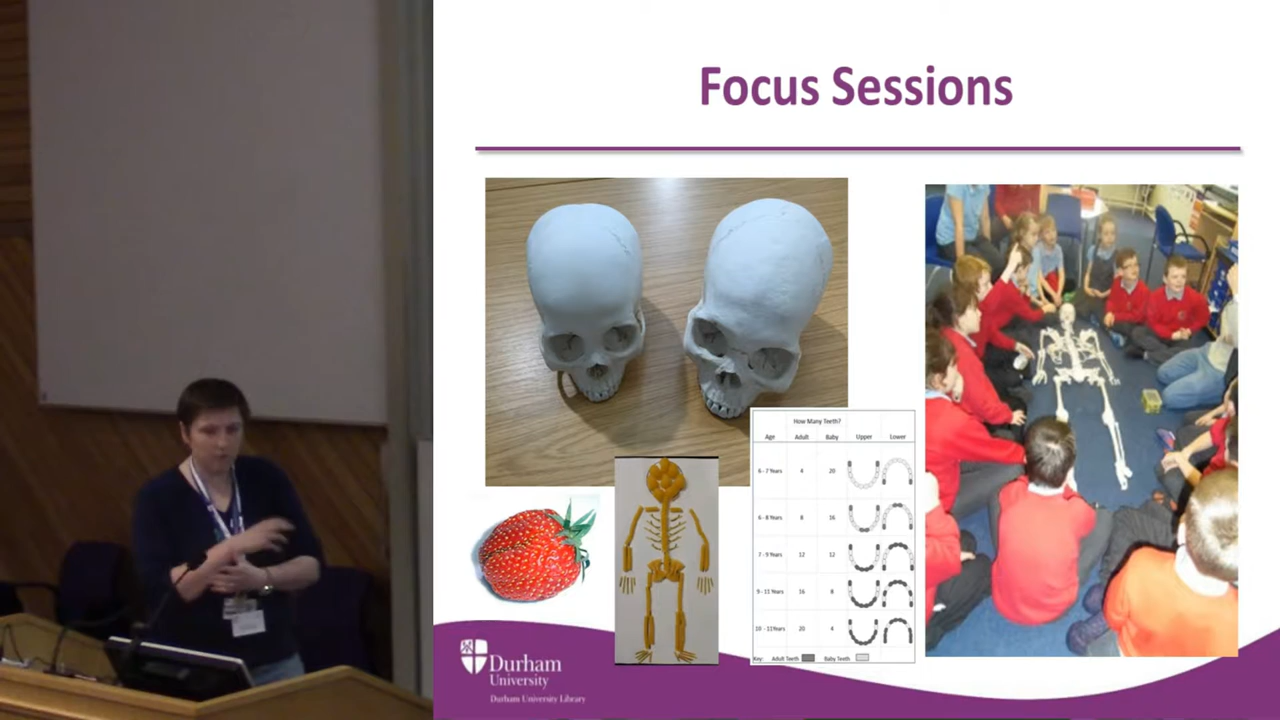 Focus Sessions
How Many Teeth?
Age Adult Baby Upper Lower
6 - 7 Years 4 20
6 - 8 Years 8 16
7 - 9 Years 12 12
9 - 11 Years 16 8
10 - 11 Years 20 4
Key: Adult Teeth Baby Teeth
Durham
University
Durham University Library